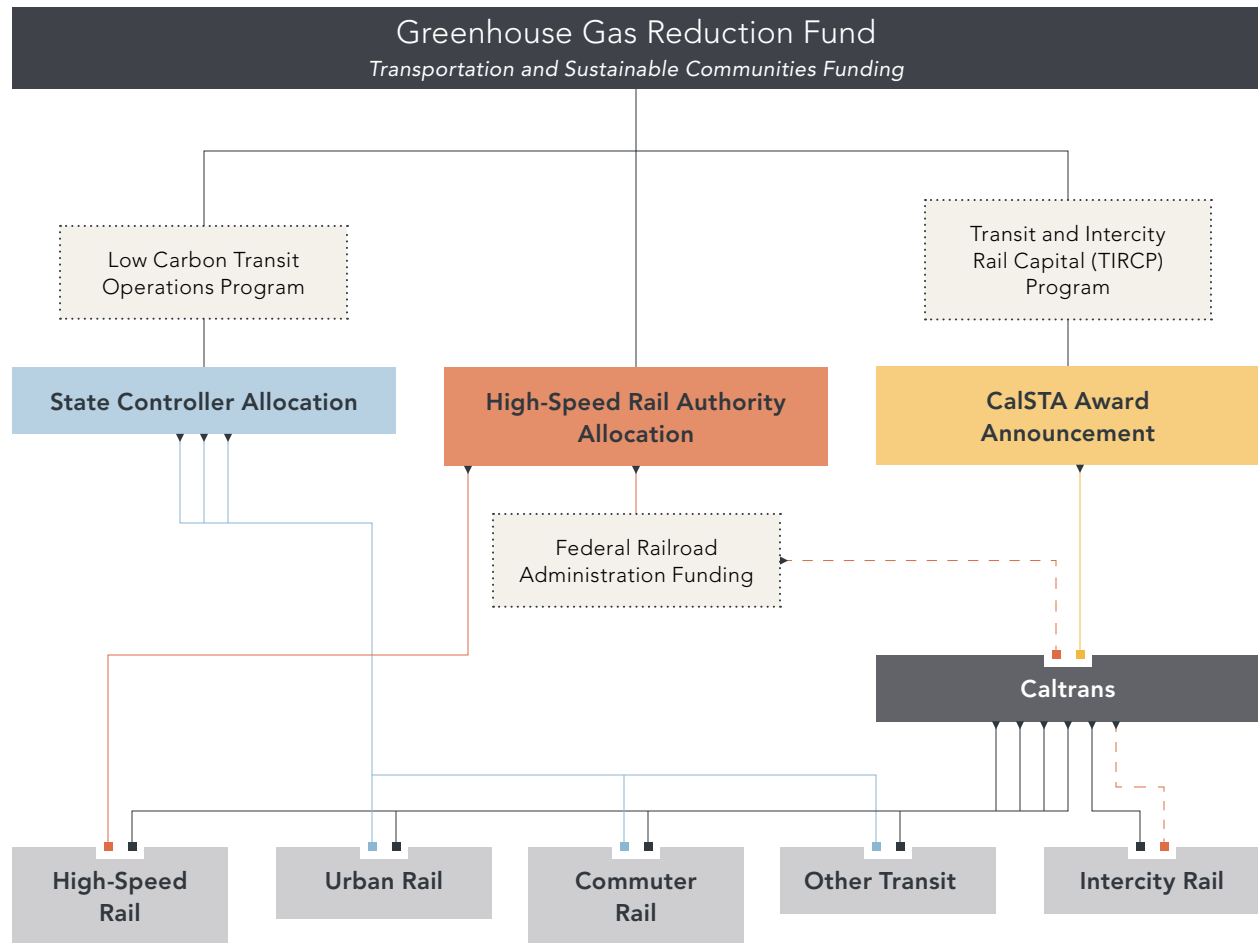 Greenhouse Gas Reduction Fund
Transportation and Sustainable Communities Funding
Low Carbon Transit
Operations Program
Transit and Intercity
Rail Capital (TIRCP)
Program
State Controller Allocation
High-Speed Rail Authority
Allocation
CalSTA Award
Announcement
Federal Railroad
Administration Funding
Caltrans
High-Speed
Rail
Urban Rail
Commuter
Rail
Other Transit
Intercity Rail